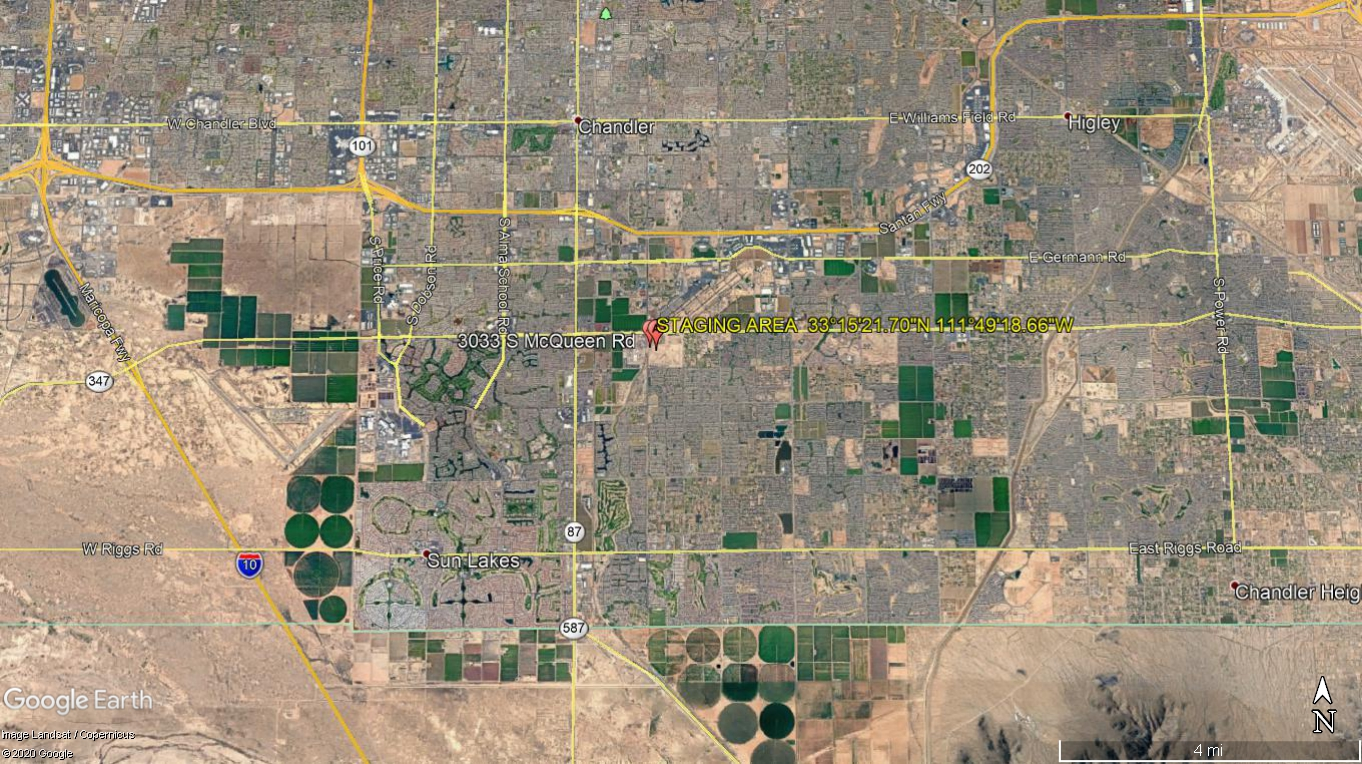 W Chandler Blvd
Chandler
E Williams Field Rd
Higley
101
202
Santan Fwy
S Price Rd
S Dobson Rd
S Alma School Rd
E Germann Rd
Maricopa Fwy
S Power Rd
STAGING AREA 33°15'21.70"N 111°49'18.66"W
3033 S McQueen Rd
347
87
W Riggs Rd
East Riggs Road
10
Sun Lakes
Chandler Heig
587
Google Earth
Image Landsat / Copernicus
© 2020 Google
N
4 mi